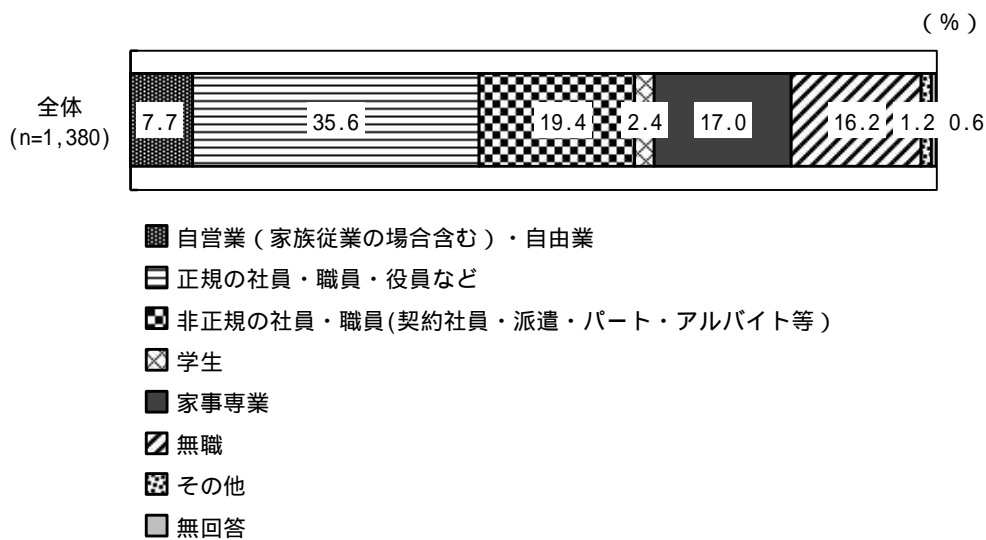 (%)
全体
(n=1,380)
7.7 35.6 19.4 2.4 17.0 16.2 1.2 0.6
自営業(家族従業の場合含む)・自由業
正規の社員・職員・役員など
非正規の社員・職員(契約社員・派遣・パート・アルバイト等)
学生
家事専業
無職
その他
無回答